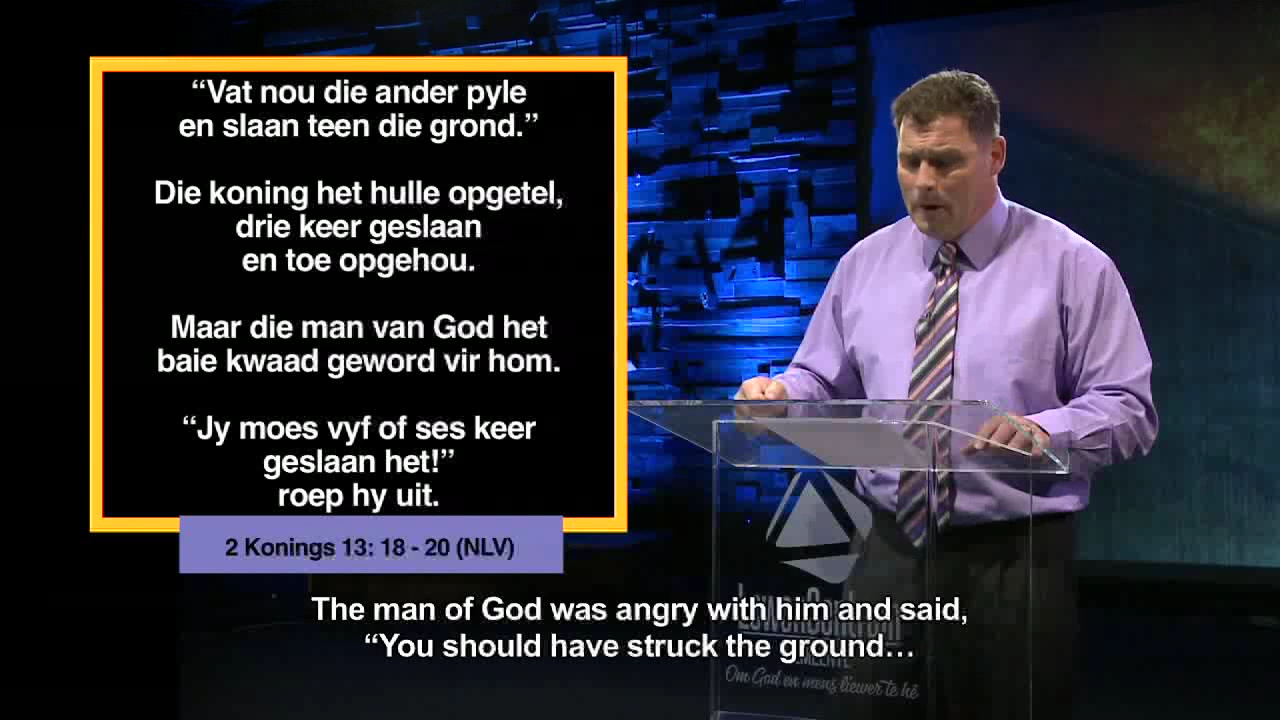 “Vat nou die ander pyle
en slaan teen die grond.”
Die koning het hulle opgetel,
drie keer geslaan
en toe opgehou.
Maar die man van God het
baie kwaad geword vir hom.
“Jy moes vyf of ses keer
geslaan het!”
roep hy uit.
2 Konings 13: 18 - 20 (NLV)
The man of God was angry with him and said,
“You should have struck the ground...
Om God en mens liewer te hê